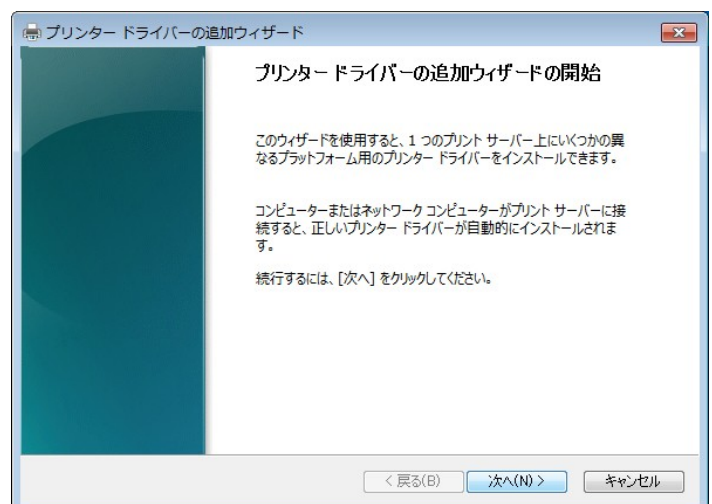 プリンター ドライバーの追加ウィザード
プリンター ドライバーの追加ウィザードの開始
このウィザードを使用すると、1 つのプリント サーバー上にいくつかの異
なるプラットフォーム用のプリンター ドライバーをインストールできます。
コンピューターまたはネットワーク コンピューターがプリント サーバーに接
続すると、正しいプリンター ドライバーが自動的にインストールされま
す。
続行するには、[次へ] をクリックしてください。
< 戻る(B)
次へ(N) >
キャンセル